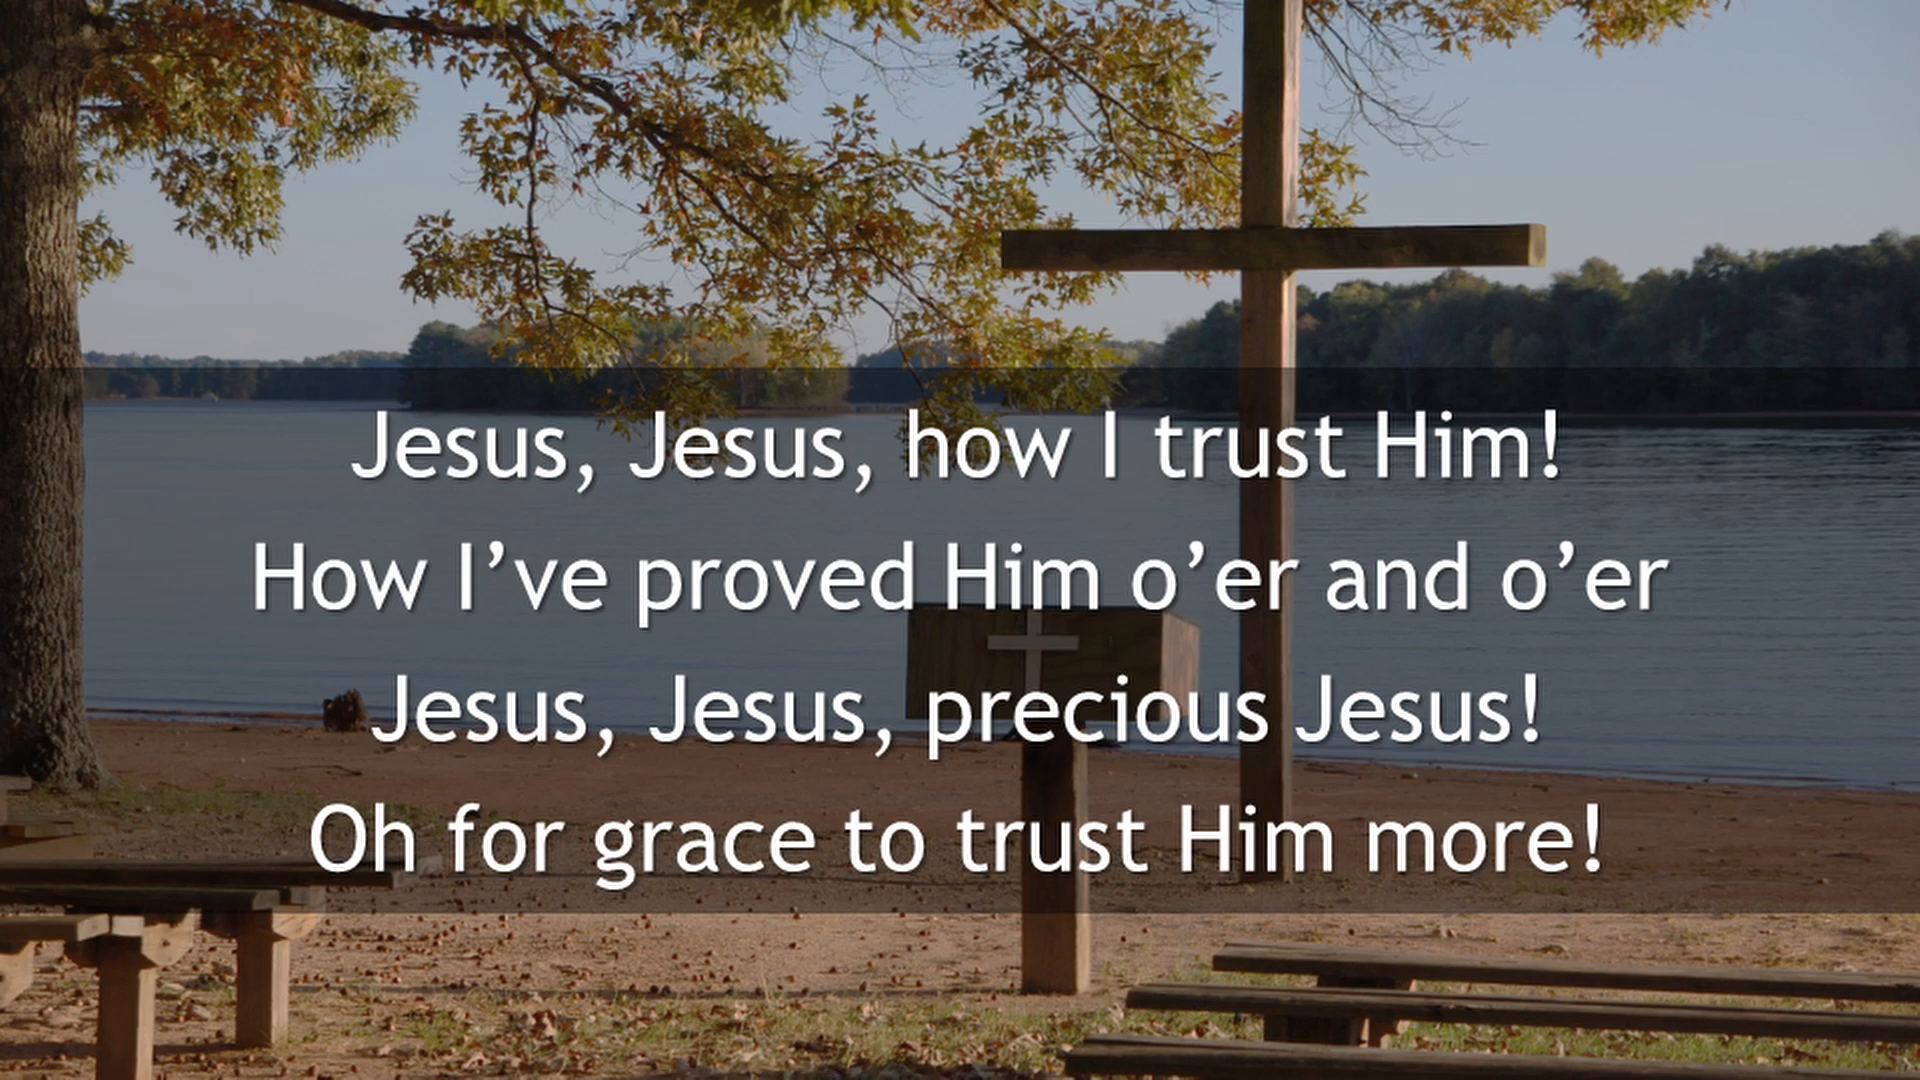 Jesus, Jesus, how I trust Him!
How I’ve proved Him o’er and o’er
Jesus, Jesus, precious Jesus!
Oh for grace to trust Him more!